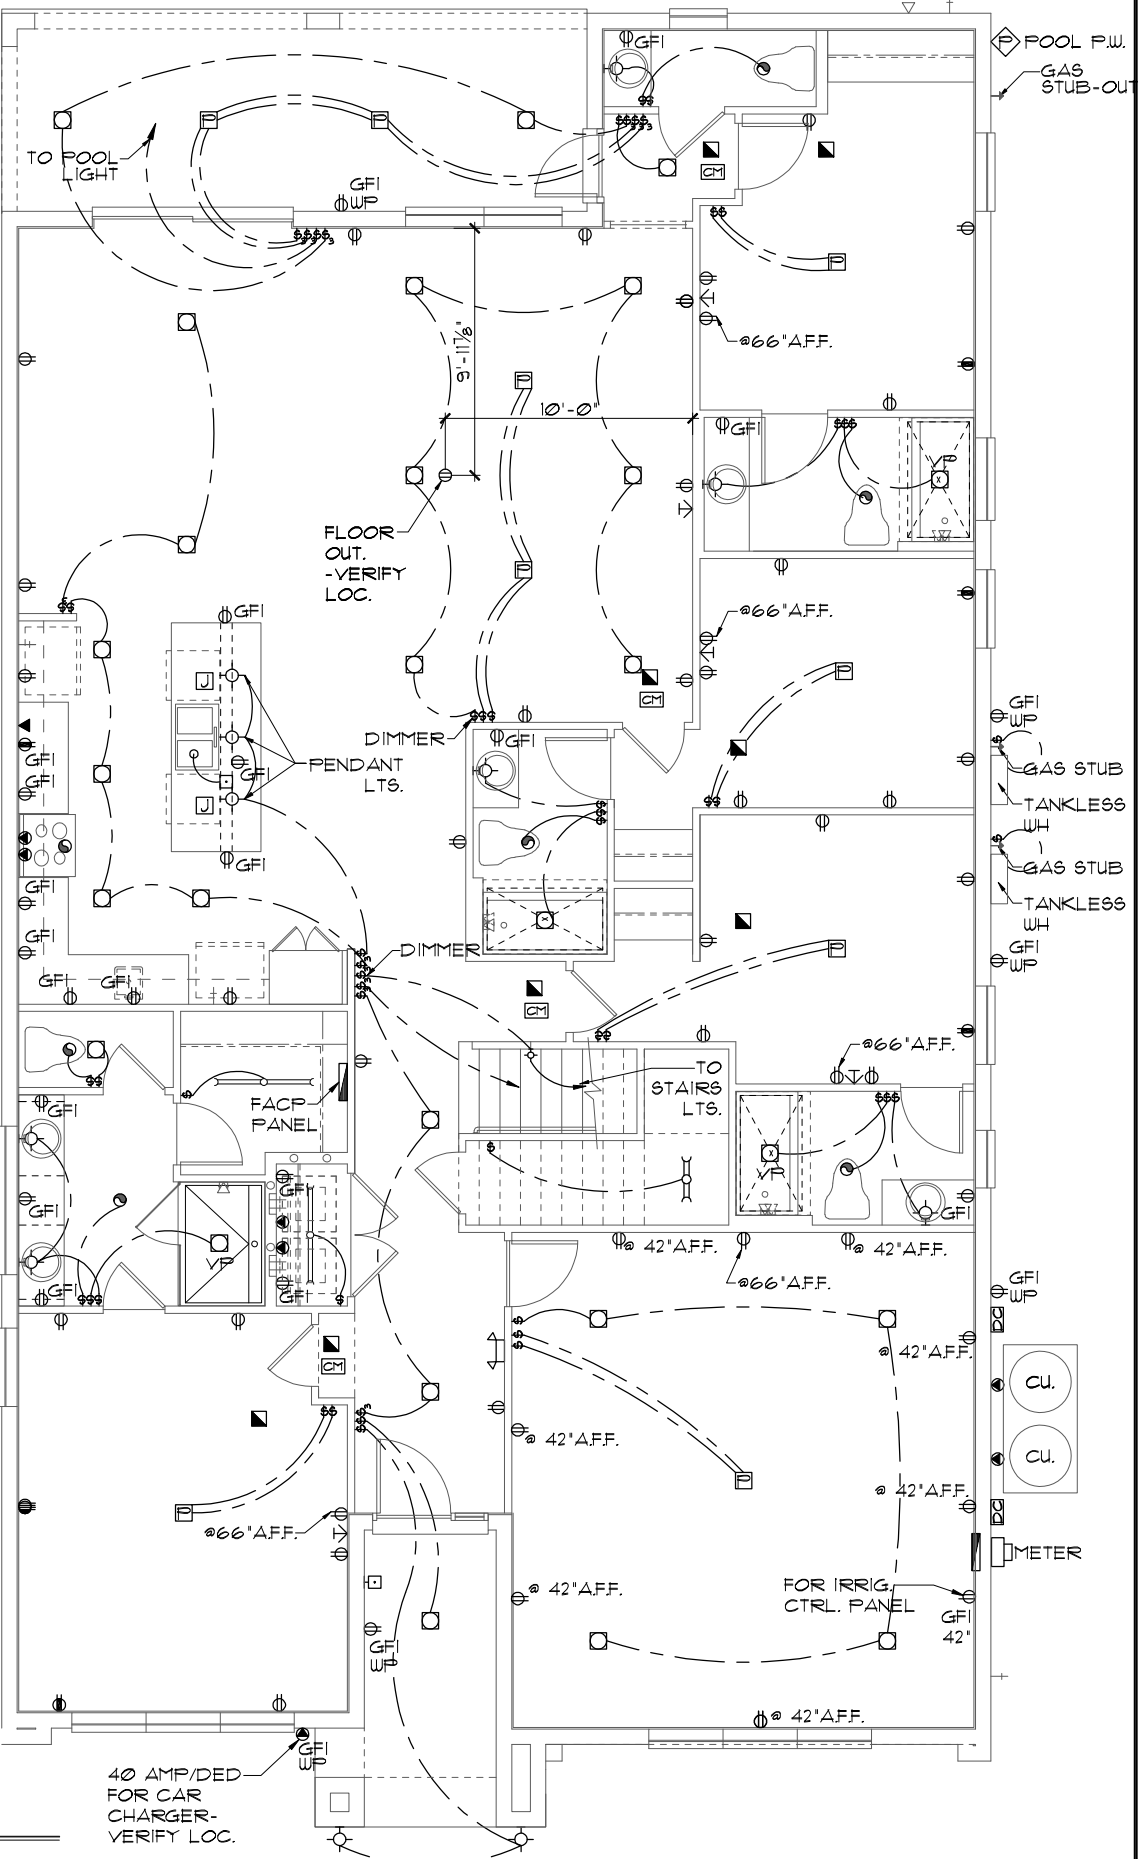 GFI
P POOL P.W.
GAS
STUB-OUT
TO POOL
LIGHT
GFI
WP
CM
@66"A.F.F.
9'-11⅞"
10'-0"
GFI
VP
FLOOR
OUT.
-VERIFY
LOC.
GFI
@66"A.F.F.
J
CM
DIMMER
GFI
GFI
WP
GFI
GFI
GFI
PENDANT
LTS.
GAS STUB
TANKLESS
WH
J
GFI
GFI
GAS STUB
TANKLESS
WH
GFI
GFI
GFI
DIMMER
GFI
WP
CM
@66"A.F.F.
TO
STAIRS
LTS.
FACP
PANEL
GFI
VP
GFI
GFI
GFI
@ 42"A.F.F.
@ 42"A.F.F.
VP
@66"A.F.F.
GFI
GFI
GFI
WP
DC
CM
@ 42"A.F.F.
CU.
@ 42"A.F.F.
CU.
@ 42"A.F.F.
DC
@66"A.F.F.
METER
@ 42"A.F.F.
FOR IRRIG.
CTRL. PANEL
GFI
42"
GFI
WP
@ 42"A.F.F.
GFI
WP
40 AMP/DED
FOR CAR
CHARGER-
VERIFY LOC.